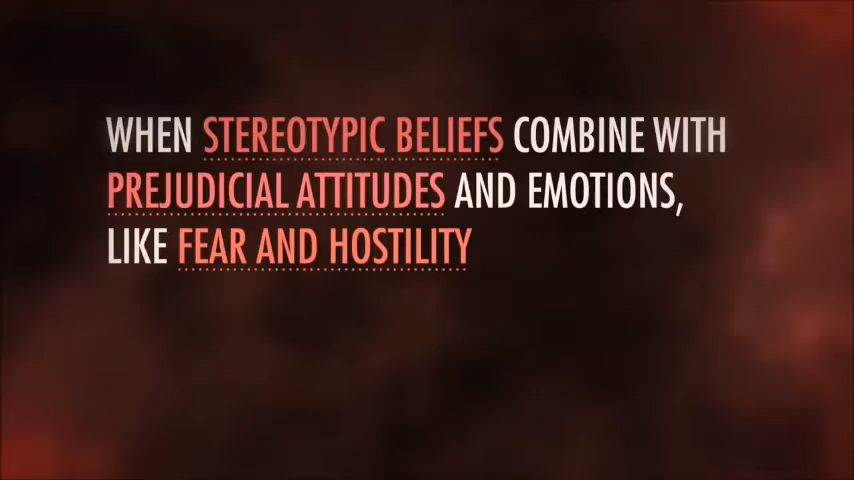 WHEN STEREOTYPIC BELIEFS COMBINE WITH
PREJUDICIAL ATTITUDES AND EMOTIONS,
LIKE FEAR AND HOSTILITY